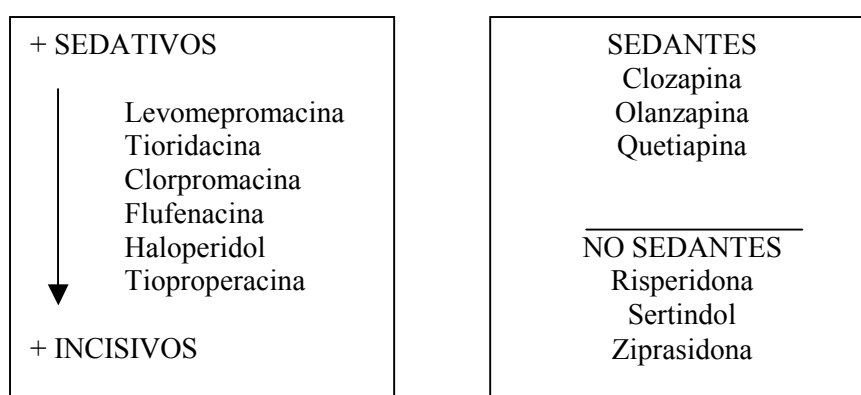 + SEDATIVOS
Levomepromacina
Tioridacina
Clorpromacina
Flufenacina
Haloperidol
Tioproperacina
+ INCISIVOS
SEDANTES
Clozapina
Olanzapina
Quetiapina
NO SEDANTES
Risperidona
Sertindol
Ziprasidona